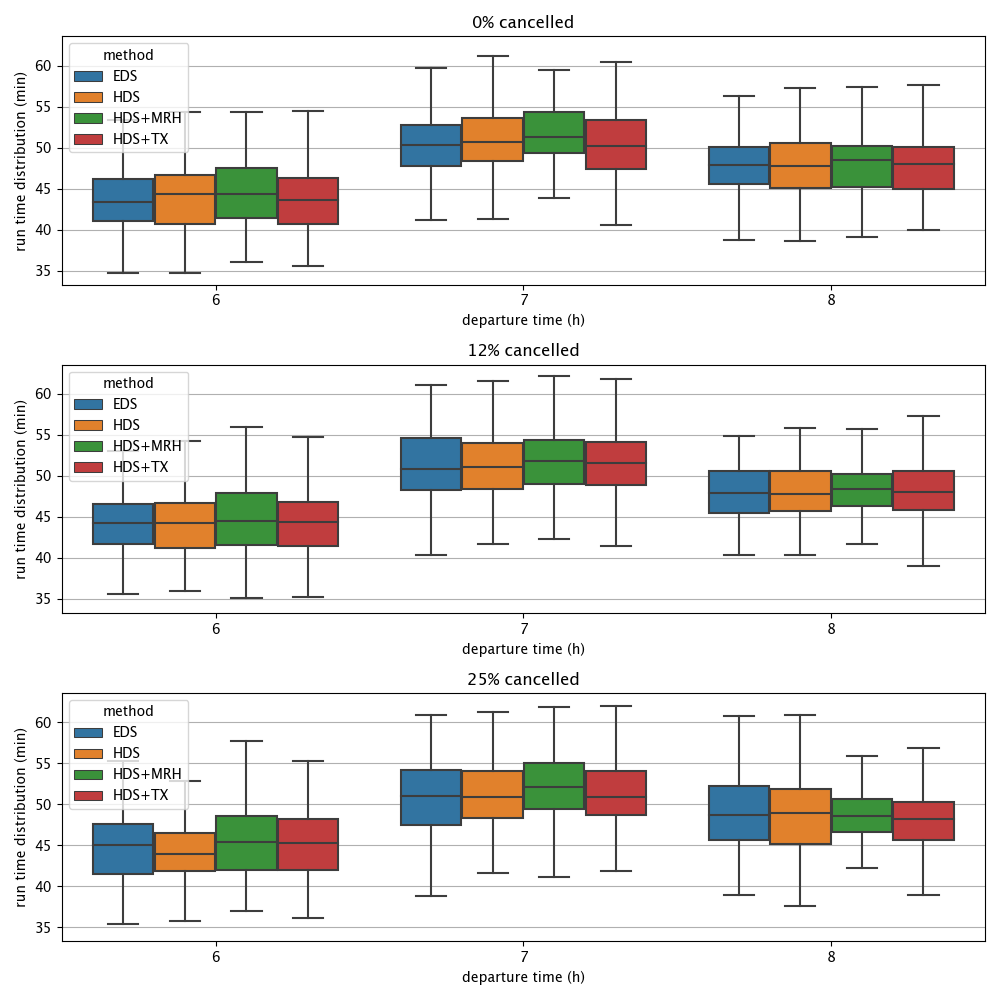 0% cancelled
run time distribution (min)
60
55
50
45
40
35
method
EDS
HDS
HDS+MRH
HDS+TX
6
7
8
departure time (h)
12% cancelled
run time distribution (min)
60
55
50
45
40
35
method
EDS
HDS
HDS+MRH
HDS+TX
6
7
8
departure time (h)
25% cancelled
run time distribution (min)
60
55
50
45
40
35
method
EDS
HDS
HDS+MRH
HDS+TX
6
7
8
departure time (h)